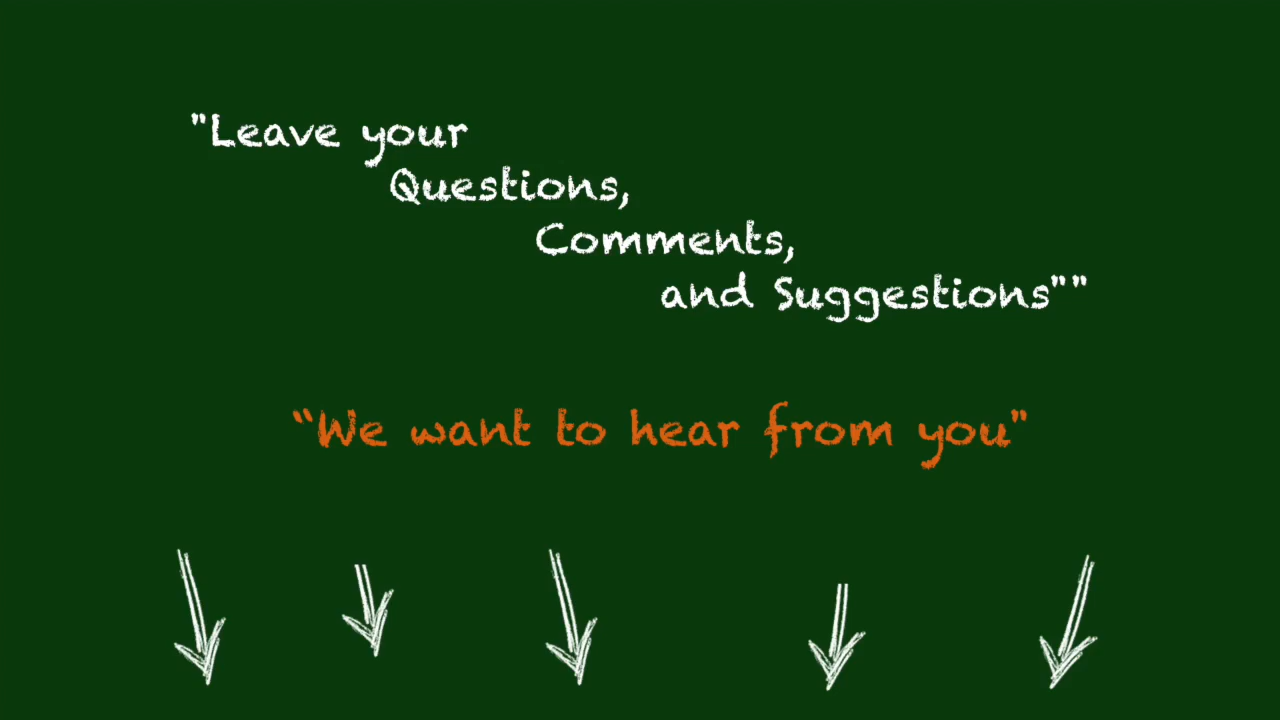 "Leave your
Questions,
Comments,
and Suggestions""
“We want to hear from you"